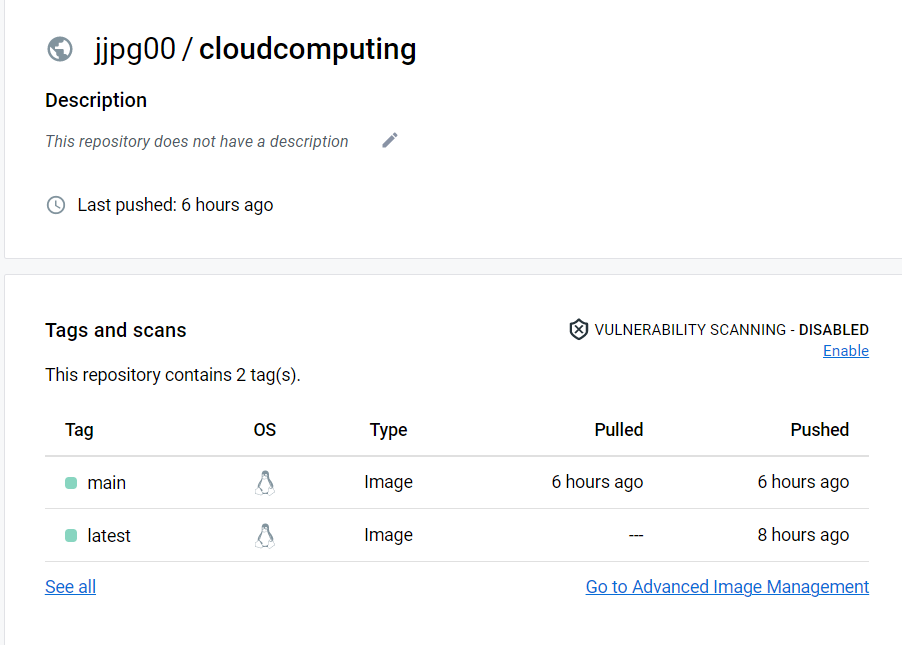 jjpg00 / cloudcomputing
Description
This repository does not have a description
Last pushed: 6 hours ago
Tags and scans
VULNERABILITY SCANNING - DISABLED
Enable
This repository contains 2 tag(s).
Tag OS Type Pulled Pushed
main Image 6 hours ago 6 hours ago
latest Image --- 8 hours ago
See all Go to Advanced Image Management